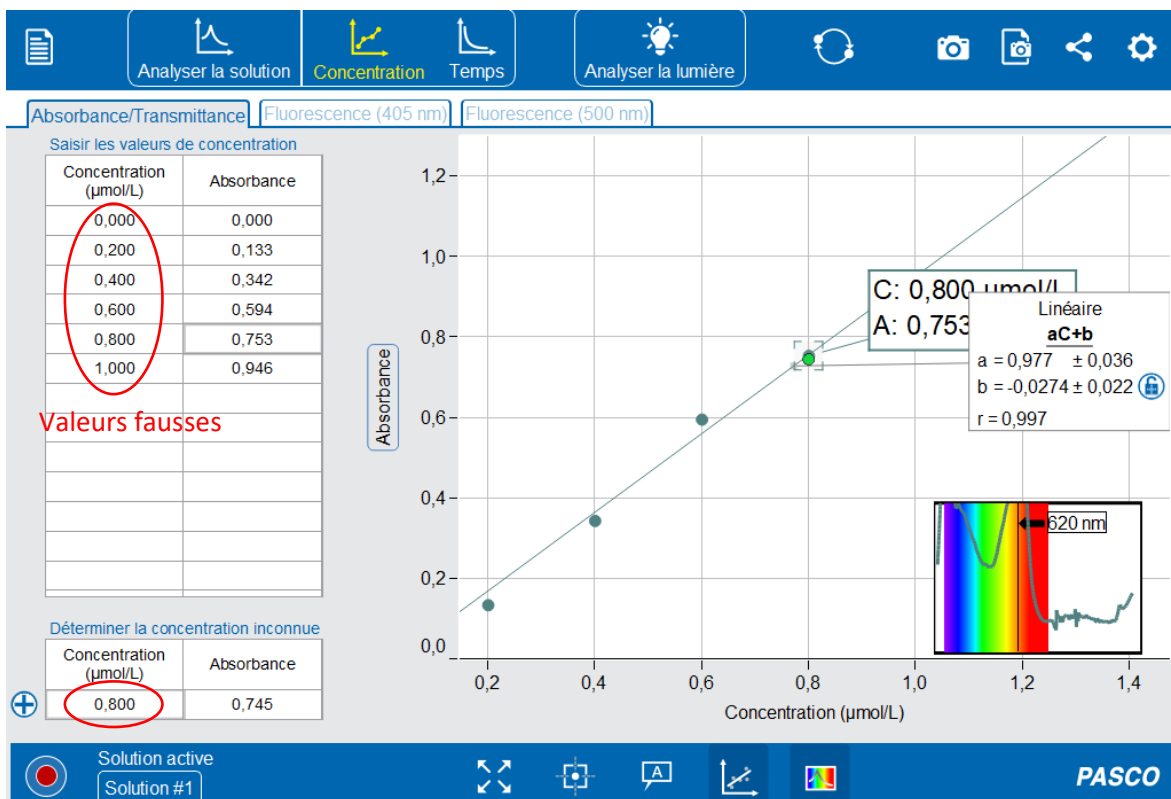 Analyser la solution
Concentration
Temps
Analyser la lumière
Absorbance/Transmittance
Fluorescence (405 nm)
Fluorescence (500 nm)
Saisir les valeurs de concentration
Concentration
(µmol/L)
Absorbance
0,000 0,000
0,200 0,133
0,400 0,342
0,600 0,594
0,800 0,753
1,000 0,946
Valeurs fausses
Déterminer la concentration inconnue
Concentration
(µmol/L)
Absorbance
0,800 0,745
1,2
1,0
0,8
0,6
0,4
0,2
0,0
Absorbance
C: 0,800 µmol/L
A: 0,753
Linéaire
aC+b
a = 0,977 ± 0,036
b = -0,0274 ± 0,022
r = 0,997
620 nm
0,2 0,4 0,6 0,8 1,0 1,2 1,4
Concentration (µmol/L)
Solution active
Solution #1
A
PASCO